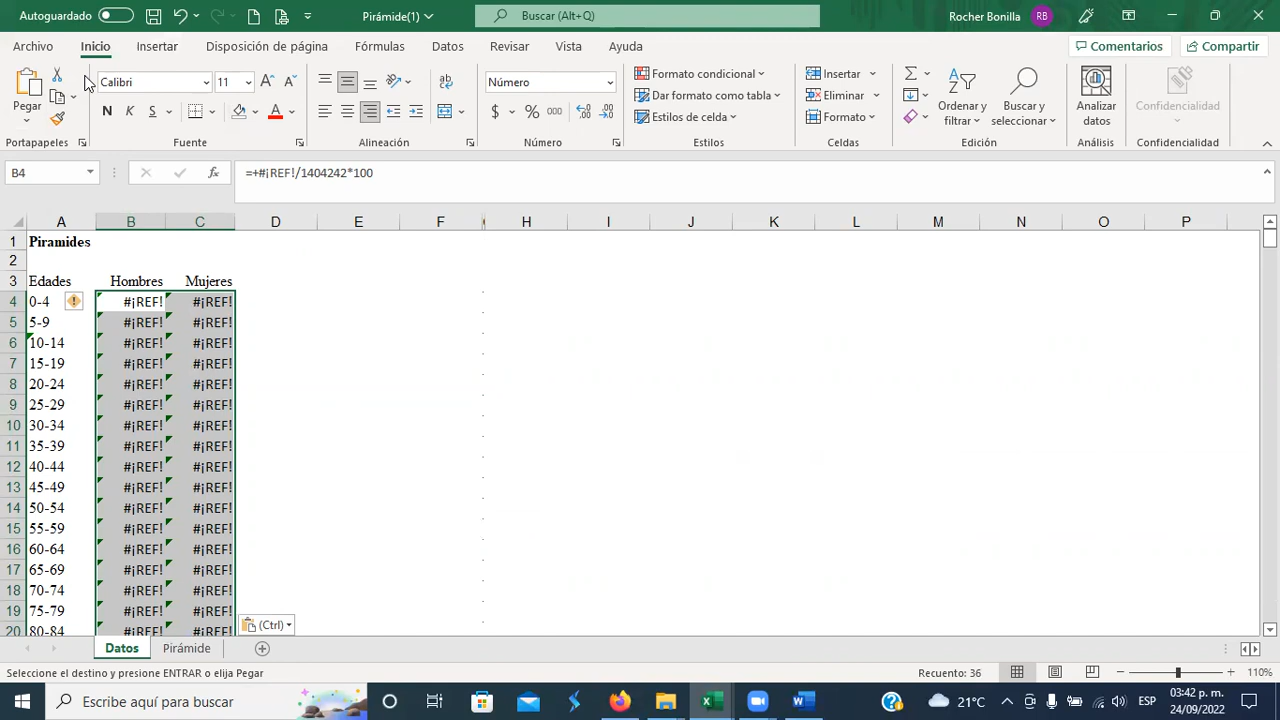 Autoguardado
Pirámide(1)
Buscar (Alt+Q)
Rocher Bonilla
RB
Archivo
Inicio
Insertar
Disposición de página
Fórmulas
Datos
Revisar
Vista
Ayuda
Comentarios
Compartir
Pegar
Calibri
11
N
K
S
Número
$ % 000
Formato condicional
Dar formato como tabla
Estilos de celda
Insertar
Eliminar
Formato
Ordenar y filtrar
Buscar y seleccionar
Analizar datos
Confidencialidad
Portapapeles
Fuente
Alineación
Número
Estilos
Celdas
Edición
Análisis
Confidencialidad
B4
fx
=+#¡REF!/1404242*100
A B C D E F H I J K L M N O P
1 Piramides
2
3 Edades Hombres Mujeres
4 0-4 #¡REF! #¡REF!
5 5-9 #¡REF! #¡REF!
6 10-14 #¡REF! #¡REF!
7 15-19 #¡REF! #¡REF!
8 20-24 #¡REF! #¡REF!
9 25-29 #¡REF! #¡REF!
10 30-34 #¡REF! #¡REF!
11 35-39 #¡REF! #¡REF!
12 40-44 #¡REF! #¡REF!
13 45-49 #¡REF! #¡REF!
14 50-54 #¡REF! #¡REF!
15 55-59 #¡REF! #¡REF!
16 60-64 #¡REF! #¡REF!
17 65-69 #¡REF! #¡REF!
18 70-74 #¡REF! #¡REF!
19 75-79 #¡REF! #¡REF!
20 80-84 #¡REF! #¡REF!
(Ctrl)
Datos
Pirámide
Seleccione el destino y presione ENTRAR o elija Pegar
Recuento: 36
110%
Escribe aquí para buscar
21°C
ESP
03:42 p. m.
24/09/2022